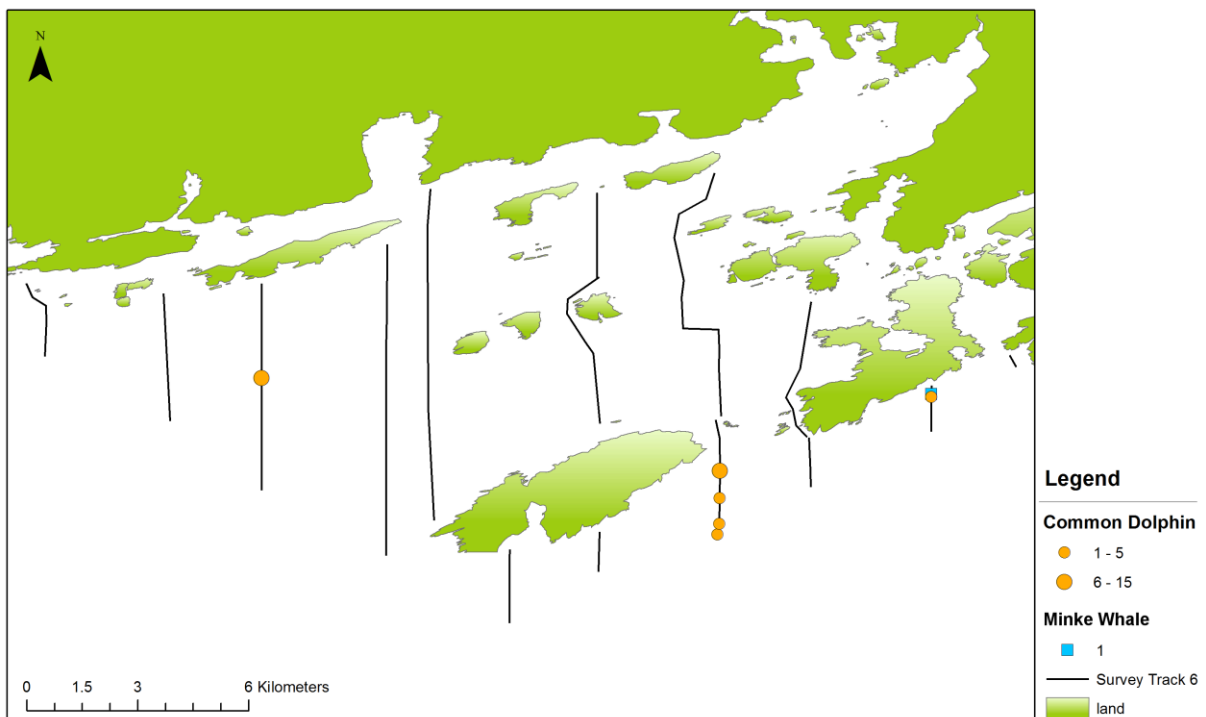 N
0 1.5 3 6 Kilometers
Legend
Common Dolphin
1 - 5
6 - 15
Minke Whale
1
Survey Track 6
land